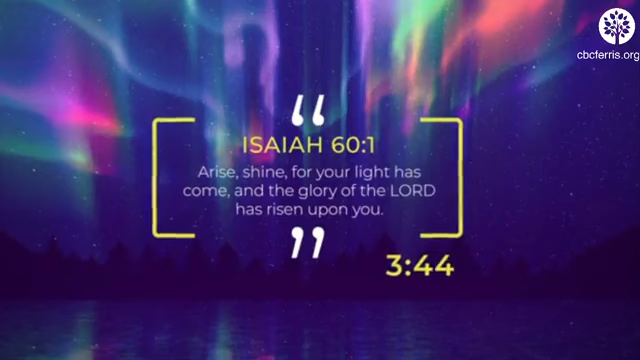 cbcferris.org
“
ISAIAH 60:1
Arise, shine, for your light has
come, and the glory of the LORD
has risen upon you.
”
3:44